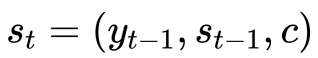 s_t = (y_{t-1}, s_{t-1}, c)